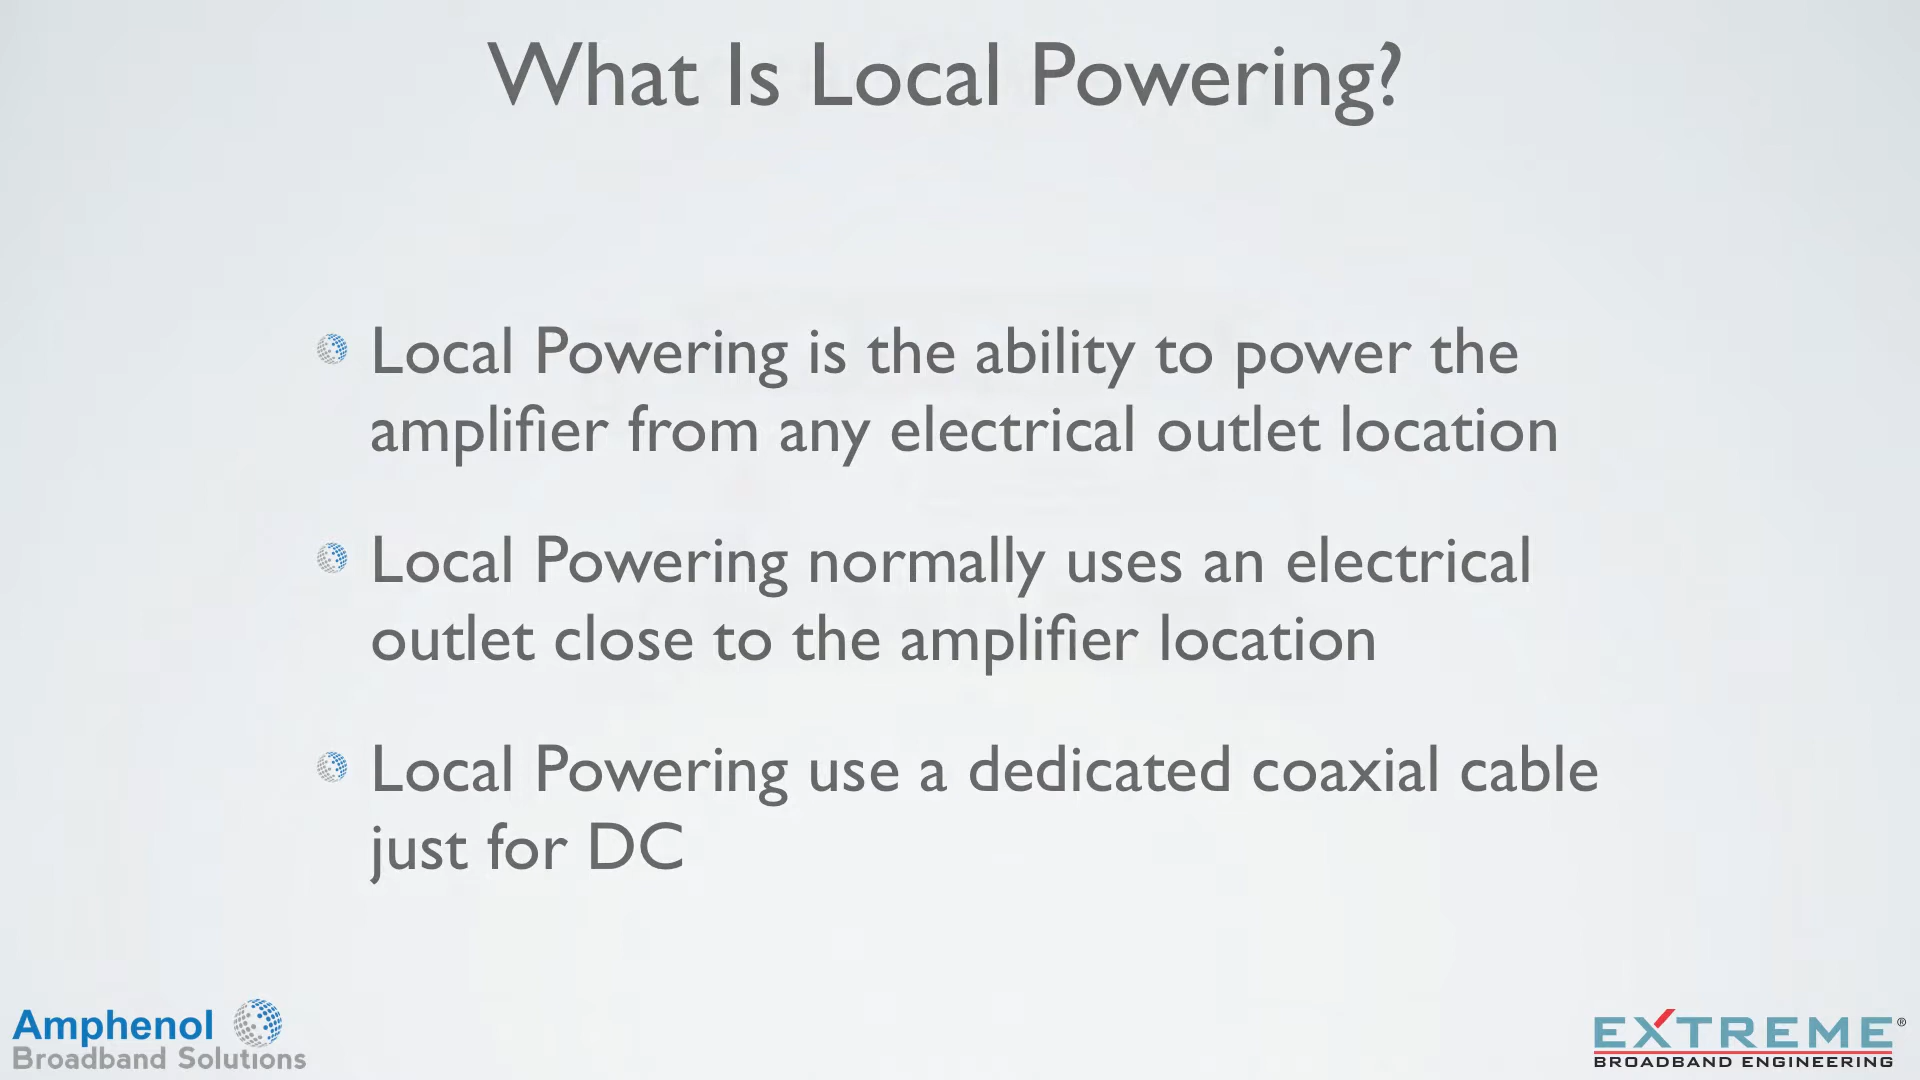 What Is Local Powering?
Local Powering is the ability to power the
amplifier from any electrical outlet location
Local Powering normally uses an electrical
outlet close to the amplifier location
Local Powering use a dedicated coaxial cable
just for DC
Amphenol
Broadband Solutions
EXTREME®
BROADBAND ENGINEERING